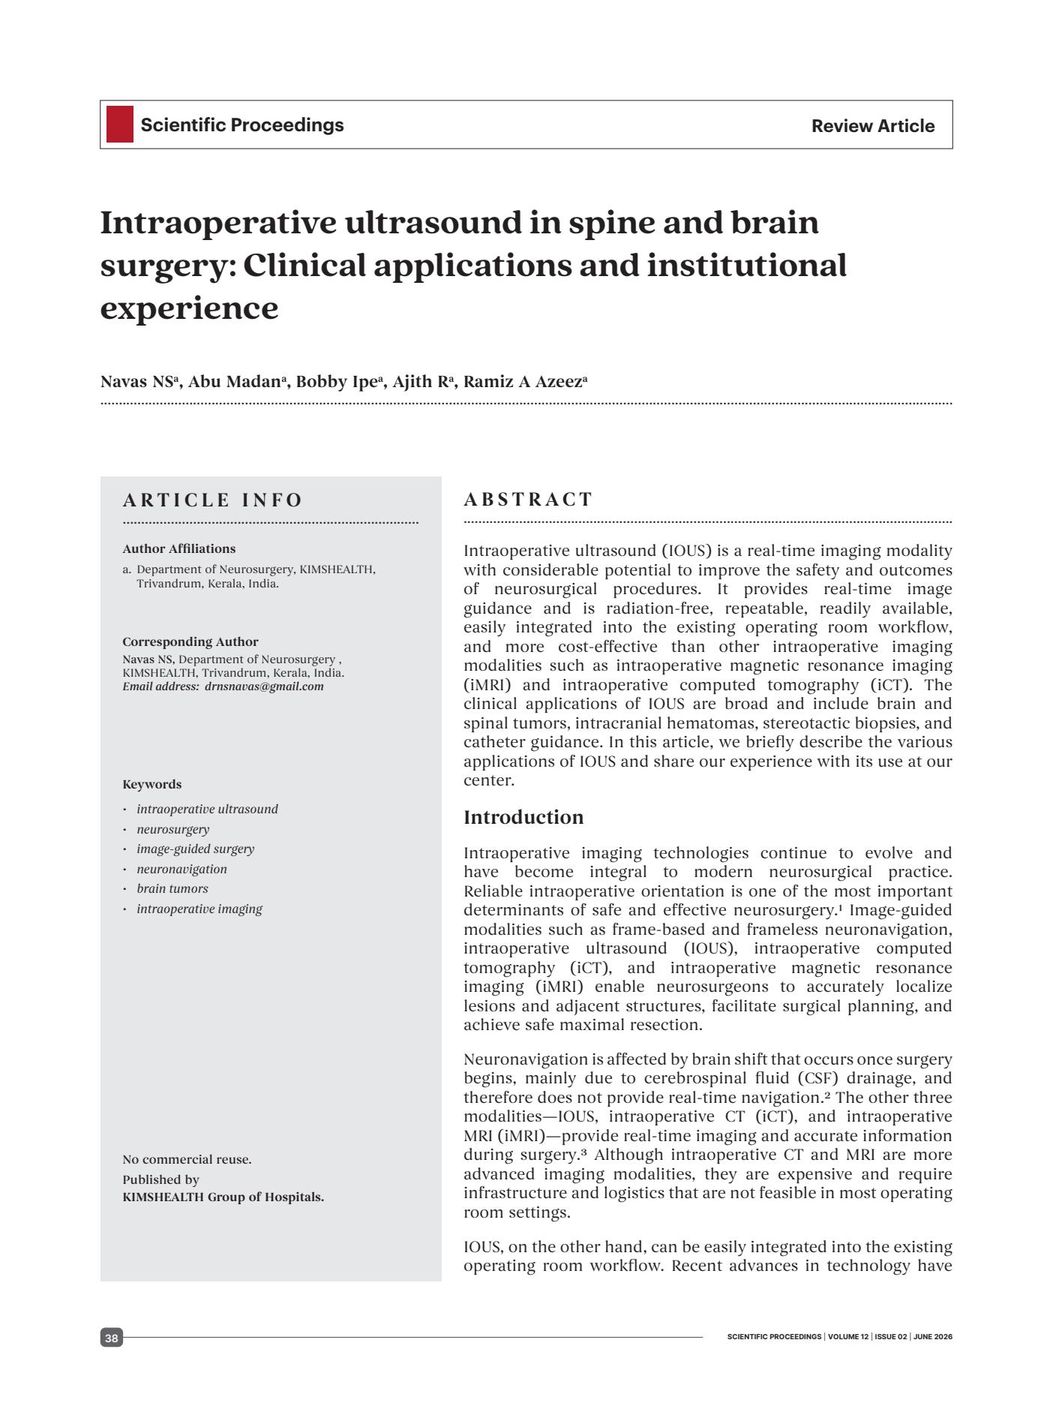 Scientific Proceedings
Review Article
Intraoperative ultrasound in spine and brain
surgery: Clinical applications and institutional
experience
Navas NSᵃ, Abu Madanᵃ, Bobby Ipeᵃ, Ajith Rᵃ, Ramiz A Azeezᵃ
ARTICLE INFO
Author Affiliations
a. Department of Neurosurgery, KIMSHEALTH,
Trivandrum, Kerala, India.
Corresponding Author
Navas NS, Department of Neurosurgery ,
KIMSHEALTH, Trivandrum, Kerala, India.
Email address: drnsnavas@gmail.com
Keywords
· intraoperative ultrasound
· neurosurgery
· image-guided surgery
· neuronavigation
· brain tumors
· intraoperative imaging
No commercial reuse.
Published by
KIMSHEALTH Group of Hospitals.
ABSTRACT
Intraoperative ultrasound (IOUS) is a real-time imaging modality
with considerable potential to improve the safety and outcomes
of neurosurgical procedures. It provides real-time image
guidance and is radiation-free, repeatable, readily available,
easily integrated into the existing operating room workflow,
and more cost-effective than other intraoperative imaging
modalities such as intraoperative magnetic resonance imaging
(iMRI) and intraoperative computed tomography (iCT). The
clinical applications of IOUS are broad and include brain and
spinal tumors, intracranial hematomas, stereotactic biopsies, and
catheter guidance. In this article, we briefly describe the various
applications of IOUS and share our experience with its use at our
center.
Introduction
Intraoperative imaging technologies continue to evolve and
have become integral to modern neurosurgical practice.
Reliable intraoperative orientation is one of the most important
determinants of safe and effective neurosurgery.¹ Image-guided
modalities such as frame-based and frameless neuronavigation,
intraoperative ultrasound (IOUS), intraoperative computed
tomography (iCT), and intraoperative magnetic resonance
imaging (iMRI) enable neurosurgeons to accurately localize
lesions and adjacent structures, facilitate surgical planning, and
achieve safe maximal resection.
Neuronavigation is affected by brain shift that occurs once surgery
begins, mainly due to cerebrospinal fluid (CSF) drainage, and
therefore does not provide real-time navigation.² The other three
modalities—IOUS, intraoperative CT (iCT), and intraoperative
MRI (iMRI)—provide real-time imaging and accurate information
during surgery.³ Although intraoperative CT and MRI are more
advanced imaging modalities, they are expensive and require
infrastructure and logistics that are not feasible in most operating
room settings.
IOUS, on the other hand, can be easily integrated into the existing
operating room workflow. Recent advances in technology have
38
SCIENTIFIC PROCEEDINGS | VOLUME 12 | ISSUE 02 | JUNE 2026